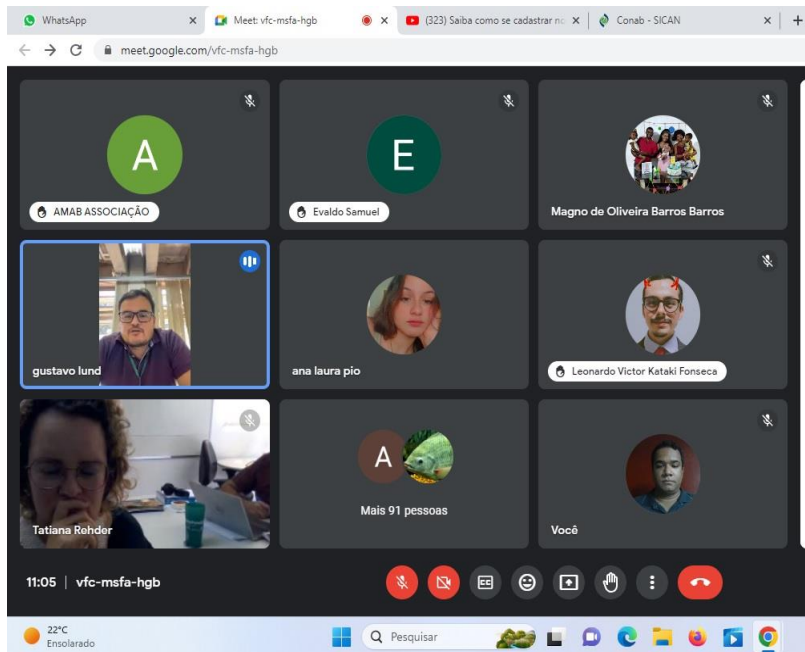 WhatsApp
Meet: vfc-msfa-hgb
(323) Saiba como se cadastrar no
Conab - SICAN
meet.google.com/vfc-msfa-hgb
A
E
AMAB ASSOCIAÇÃO
Evaldo Samuel
Magno de Oliveira Barros Barros
gustavo lund
ana laura pio
Leonardo Victor Kataki Fonseca
A
Tatiana Rehder
Mais 91 pessoas
Você
11:05 | vfc-msfa-hgb
CC
22°C
Ensolarado
Pesquisar